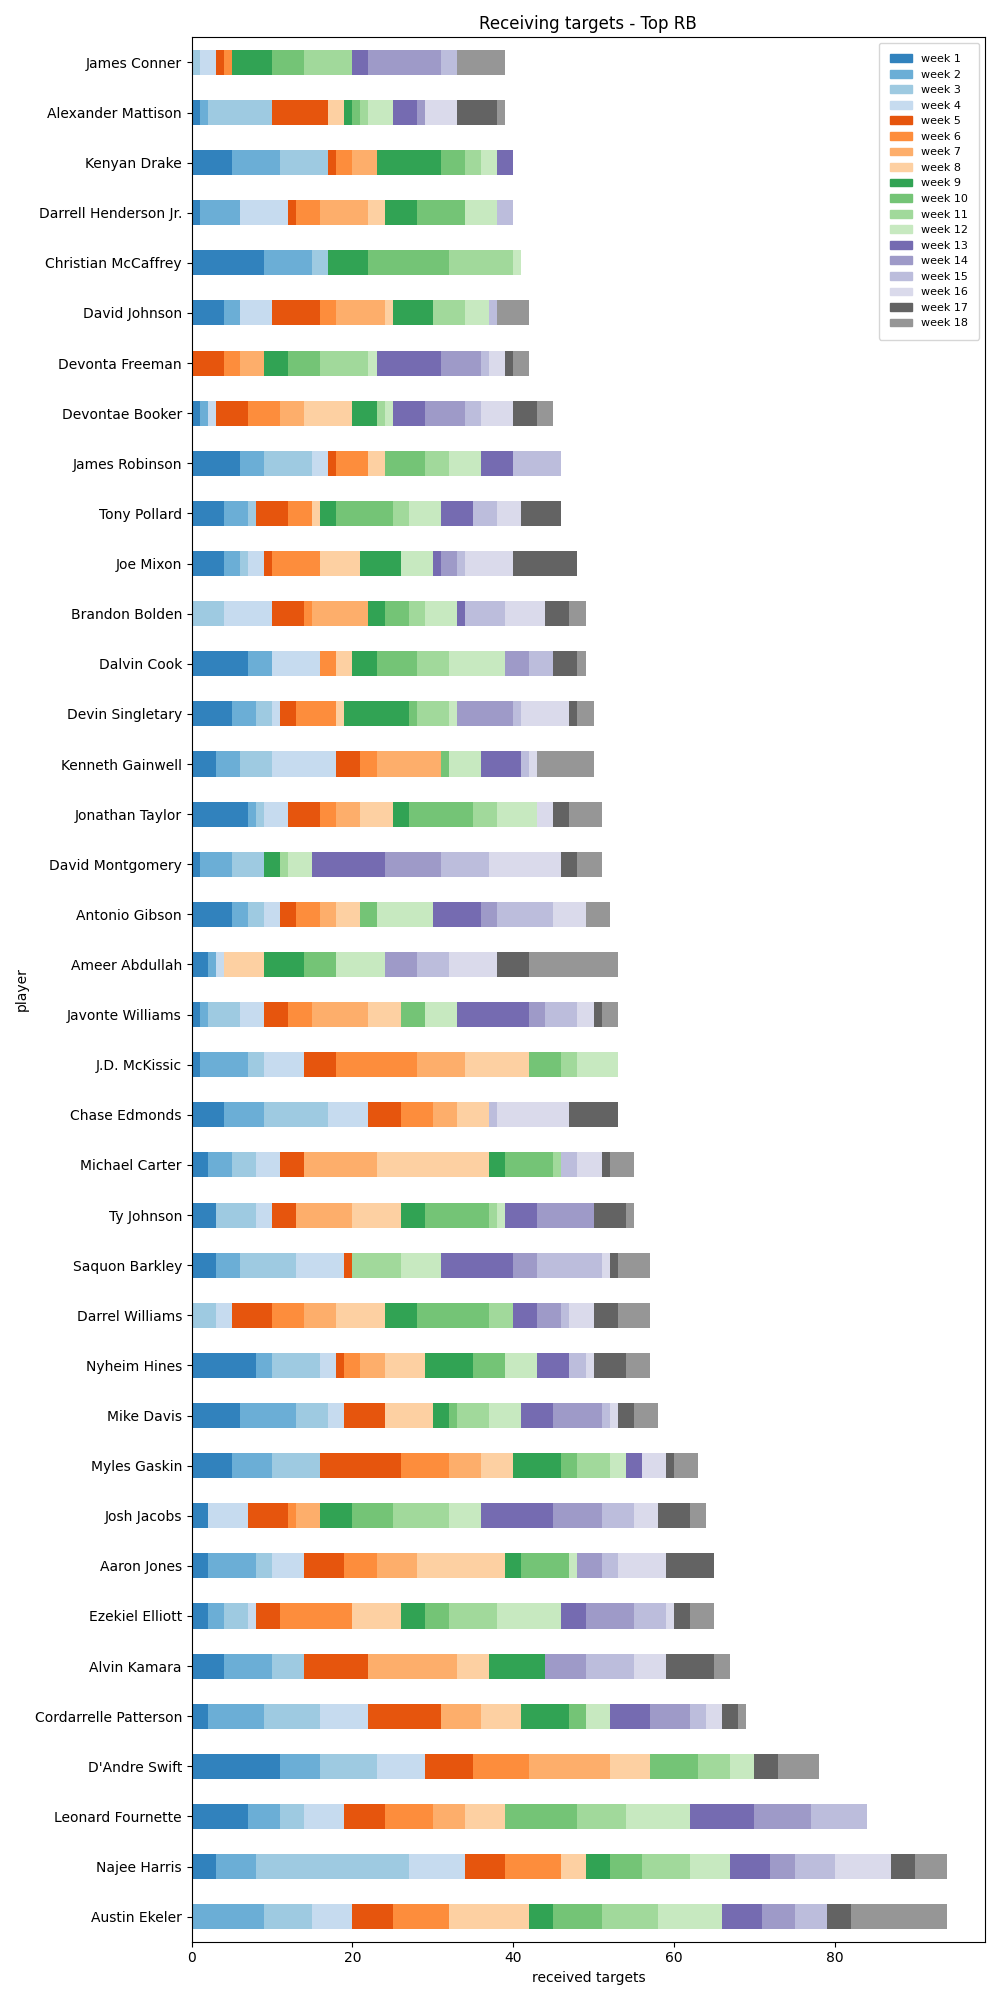 Receiving targets - Top RB
James Conner
Alexander Mattison
Kenyan Drake
Darrell Henderson Jr.
Christian McCaffrey
David Johnson
Devonta Freeman
Devontae Booker
James Robinson
Tony Pollard
Joe Mixon
Brandon Bolden
Dalvin Cook
Devin Singletary
Kenneth Gainwell
Jonathan Taylor
David Montgomery
Antonio Gibson
Ameer Abdullah
Javonte Williams
J.D. McKissic
Chase Edmonds
Michael Carter
Ty Johnson
Saquon Barkley
Darrel Williams
Nyheim Hines
Mike Davis
Myles Gaskin
Josh Jacobs
Aaron Jones
Ezekiel Elliott
Alvin Kamara
Cordarrelle Patterson
D'Andre Swift
Leonard Fournette
Najee Harris
Austin Ekeler
player
week 1
week 2
week 3
week 4
week 5
week 6
week 7
week 8
week 9
week 10
week 11
week 12
week 13
week 14
week 15
week 16
week 17
week 18
0 20 40 60 80
received targets